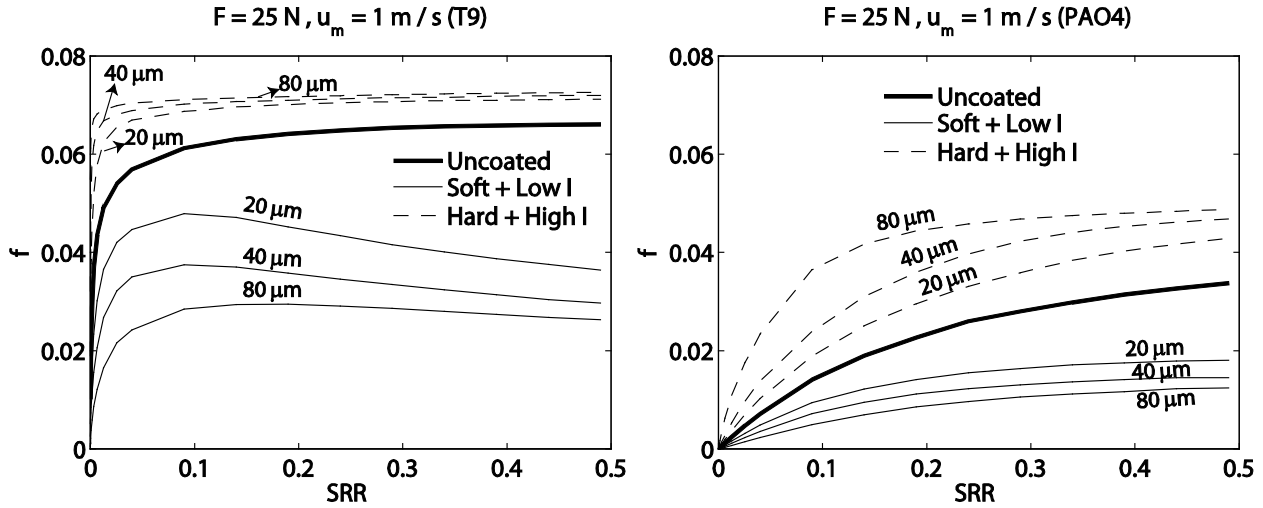 F = 25 N , u_m = 1 m / s (T9)
0.08
0.06
0.04
0.02
0
f
40 μm
80 μm
20 μm
Uncoated
Soft + Low I
Hard + High I
20 μm
40 μm
80 μm
0 0.1 0.2 0.3 0.4 0.5
SRR
F = 25 N , u_m = 1 m / s (PAO4)
0.08
0.06
0.04
0.02
0
f
Uncoated
Soft + Low I
Hard + High I
80 μm
40 μm
20 μm
20 μm
40 μm
80 μm
0 0.1 0.2 0.3 0.4 0.5
SRR